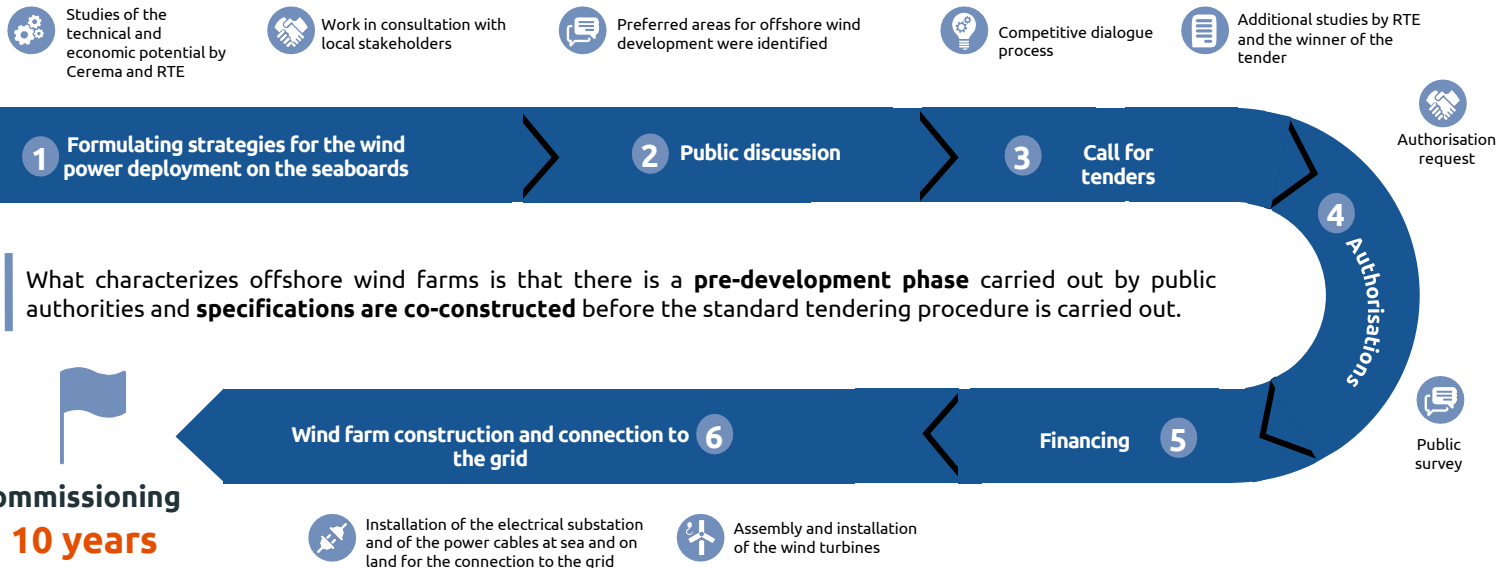 Studies of the
technical and
economic potential by
Cerema and RTE
Work in consultation with
local stakeholders
Preferred areas for offshore wind
development were identified
Competitive dialogue
process
Additional studies by RTE
and the winner of the
tender
Authorisation
request
1 Formulating strategies for the wind
power deployment on the seaboards
2 Public discussion
3 Call for
tenders
4 Authorisations
What characterizes offshore wind farms is that there is a pre-development phase carried out by public
authorities and specifications are co-constructed before the standard tendering procedure is carried out.
Public
survey
Financing 5
Wind farm construction and connection to 6
the grid
ommissioning
10 years
Installation of the electrical substation
and of the power cables at sea and on
land for the connection to the grid
Assembly and installation
of the wind turbines